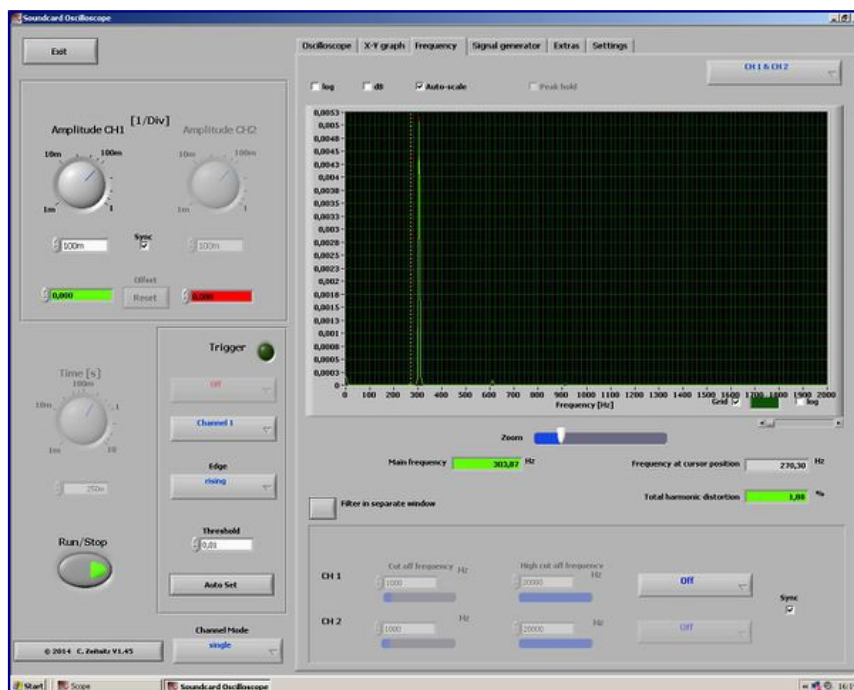 Soundcard Oscilloscope
Exit
Oscilloscope X-Y graph Frequency Signal generator Extras Settings
CH 1 & CH 2
log dB Auto-scale Peak hold
[1/Div]
Amplitude CH1 Amplitude CH2
10m 100m 10m 100m
1m 1 1m 1
Sync
100m 100m
Offset
0,000 Reset 0,000
0,0053
0,005
0,0048
0,0045
0,0043
0,004
0,0038
0,0035
0,0033
0,003
0,0028
0,0025
0,0023
0,002
0,0018
0,0015
0,0013
0,001
0,0008
0,0005
0,0003
0
0 100 200 300 400 500 600 700 800 900 1000 1100 1200 1300 1400 1500 1600 1700 1800 1900 2000
Frequency [Hz] Grid log
Zoom
Main frequency 303,87 Hz
Frequency at cursor position 270,30 Hz
Total harmonic distortion %
Filter in separate window
Time [s]
100m
10m .1
1m 10
250m
Run/Stop
Trigger
Off
Channel 1
Edge
rising
Threshold
0,01
Auto Set
Channel Mode
single
Cut off frequency Hz High cut off frequency Hz
CH 1 1000 20000 Off
Sync
CH 2 1000 Hz 20000 Hz Off
© 2014 C. Zeitnitz V1.45
Start Scope Soundcard Oscilloscope